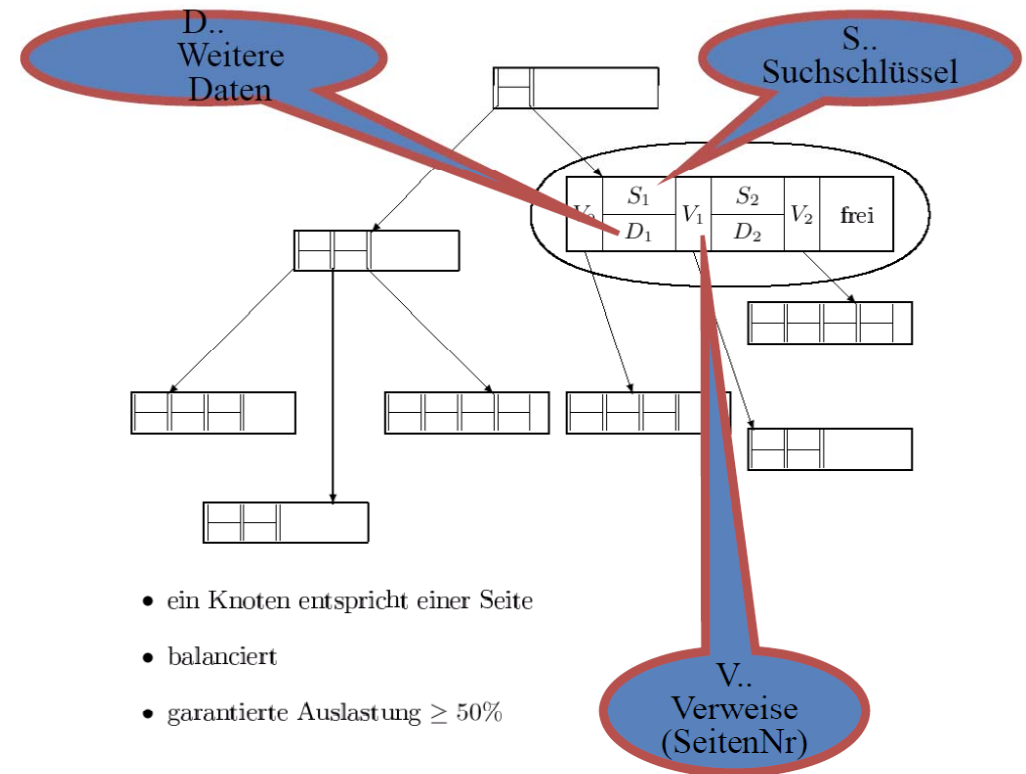 D..
Weitere
Daten
S..
Suchschlüssel
S₁
D₁
V₁
S₂
D₂
V₂
frei
• ein Knoten entspricht einer Seite
• balanciert
• garantierte Auslastung ≥ 50%
V..
Verweise
(SeitenNr)